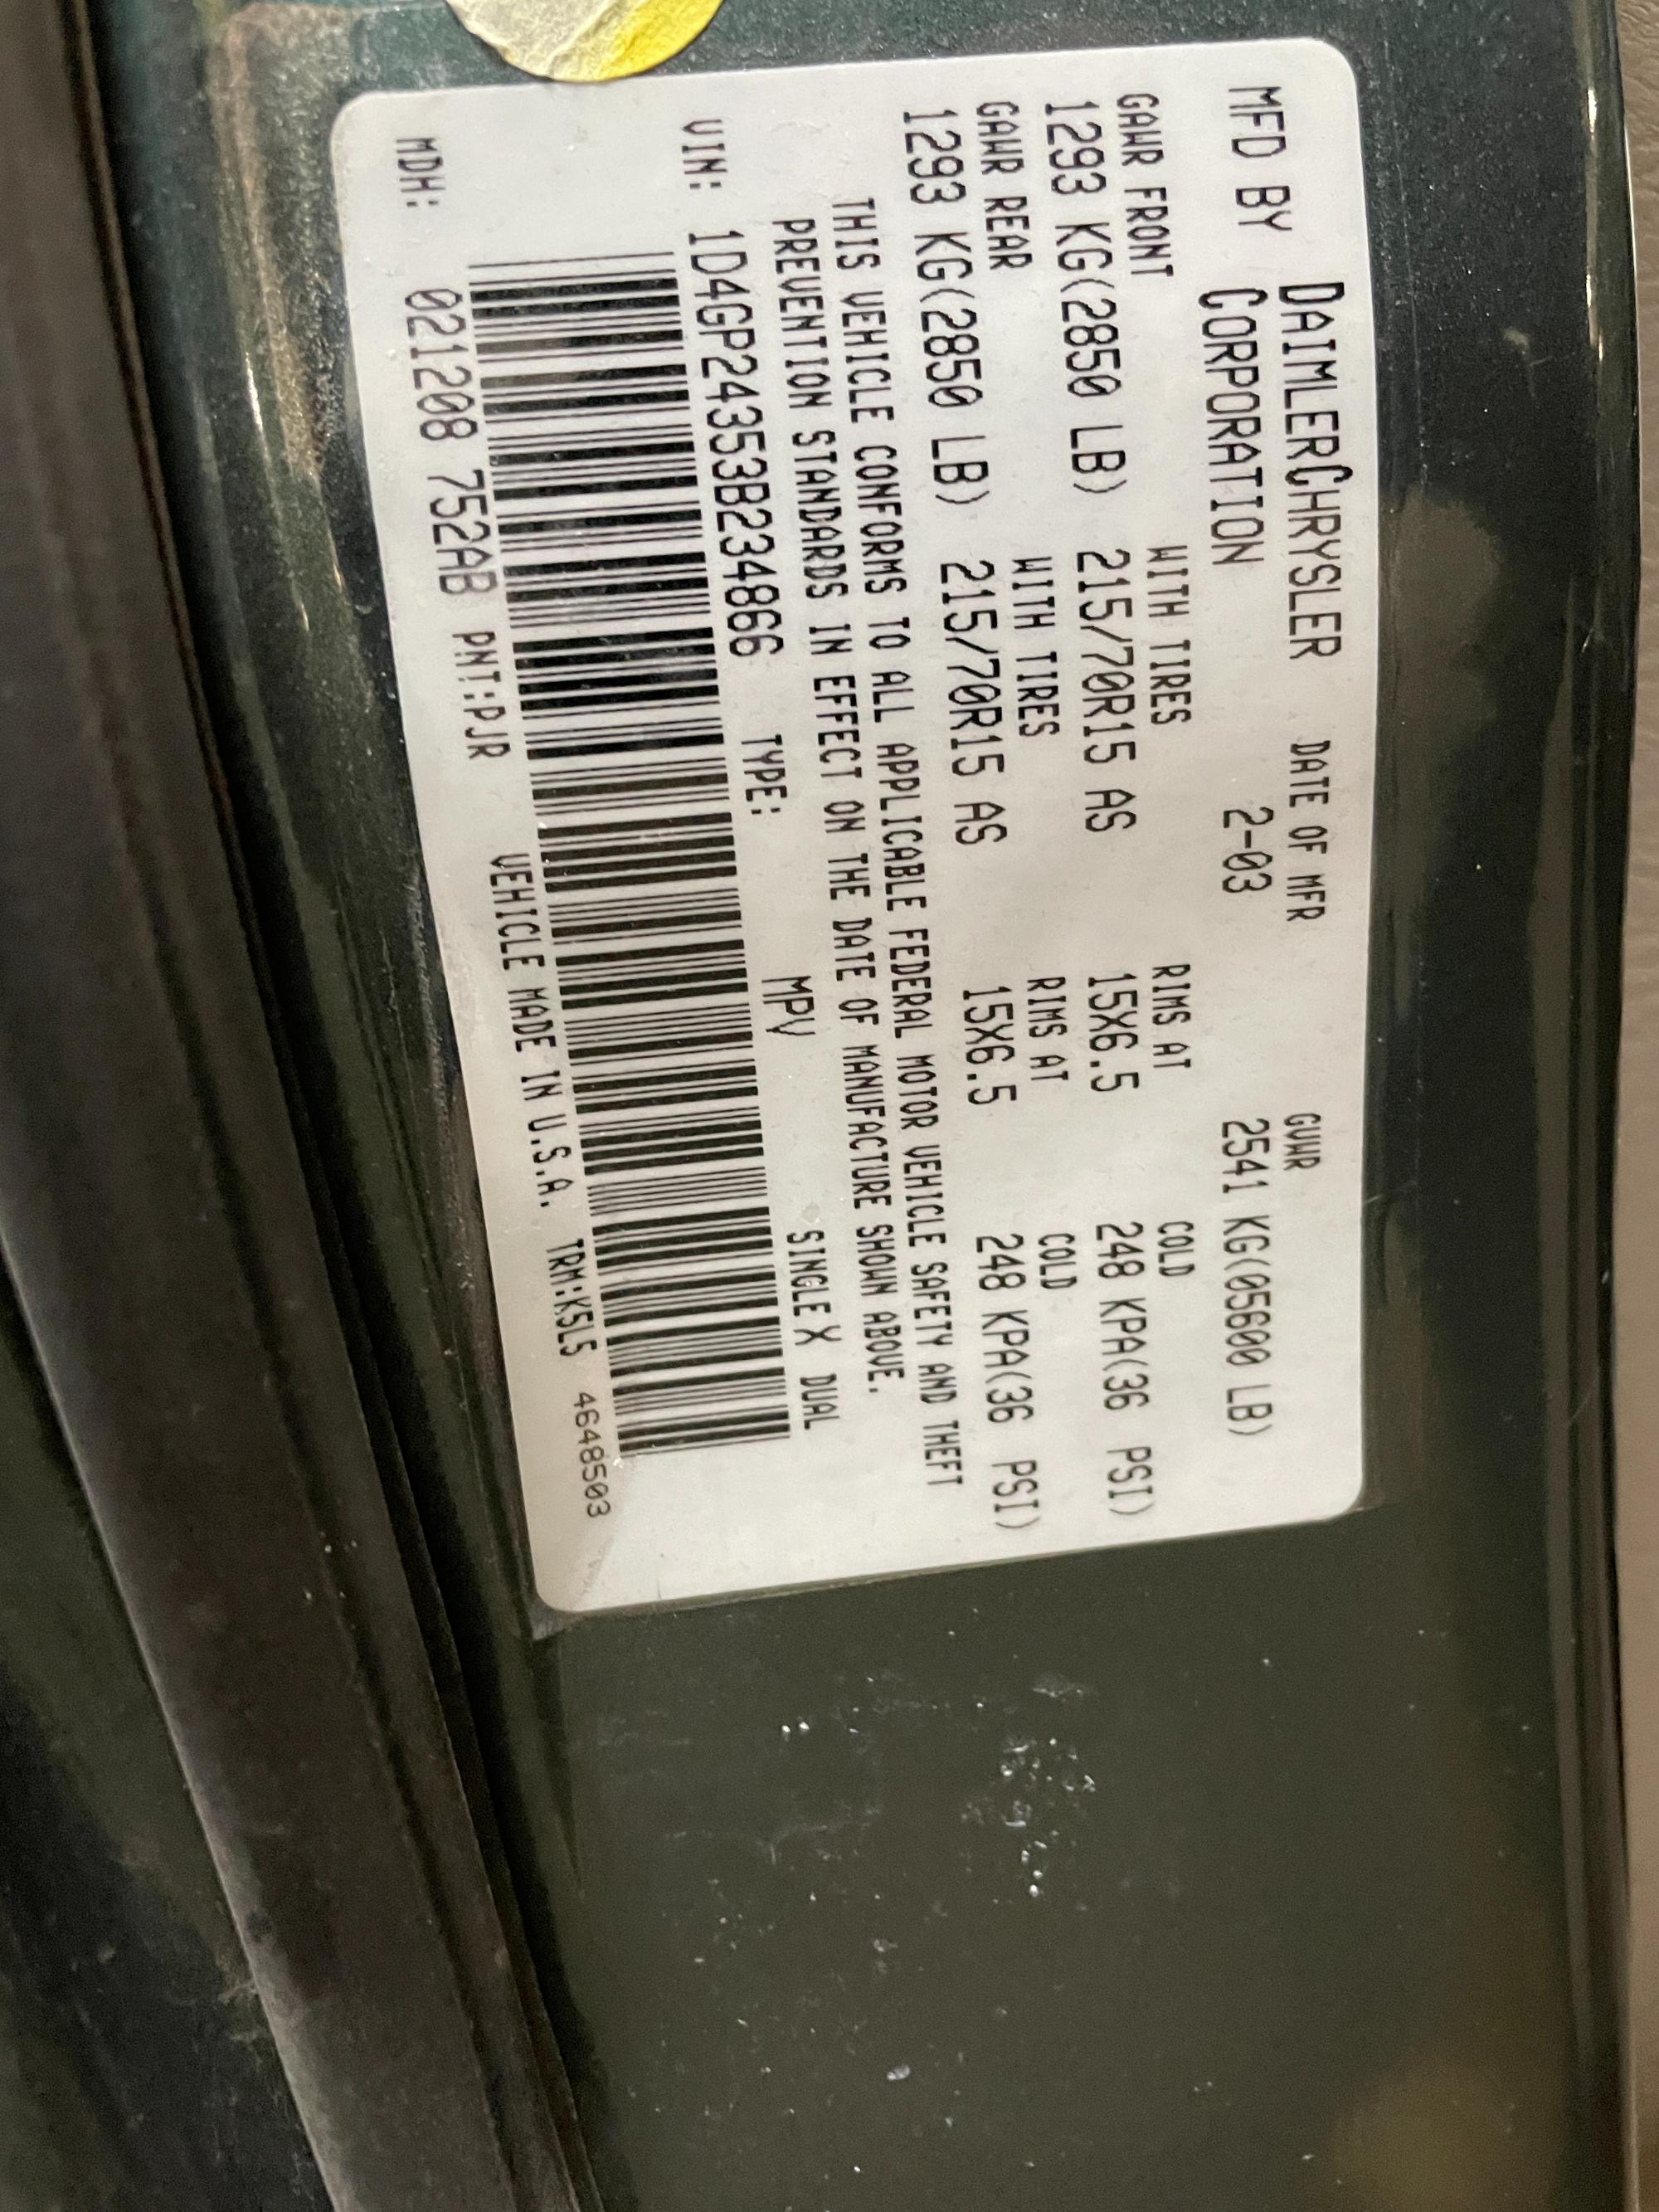 MFD BY DAIMLERCHRYSLER CORPORATION
DATE OF MFR 2-03
GVWR 2541 KG(05600 LB)
GAWR FRONT WITH TIRES RIMS AT COLD
1293 KG(2850 LB) 215/70R15 AS 15X6.5 248 KPA(36 PSI)
GAWR REAR WITH TIRES RIMS AT COLD
1293 KG(2850 LB) 215/70R15 AS 15X6.5 248 KPA(36 PSI)
THIS VEHICLE CONFORMS TO ALL APPLICABLE FEDERAL MOTOR VEHICLE SAFETY AND THEFT
PREVENTION STANDARDS IN EFFECT ON THE DATE OF MANUFACTURE SHOWN ABOVE.
VIN: 1D4GP24353B234866 TYPE: MPV SINGLE X DUAL
MDH: 021208 752AB PNT:PJR VEHICLE MADE IN U.S.A. TRM:K5L5 4648503